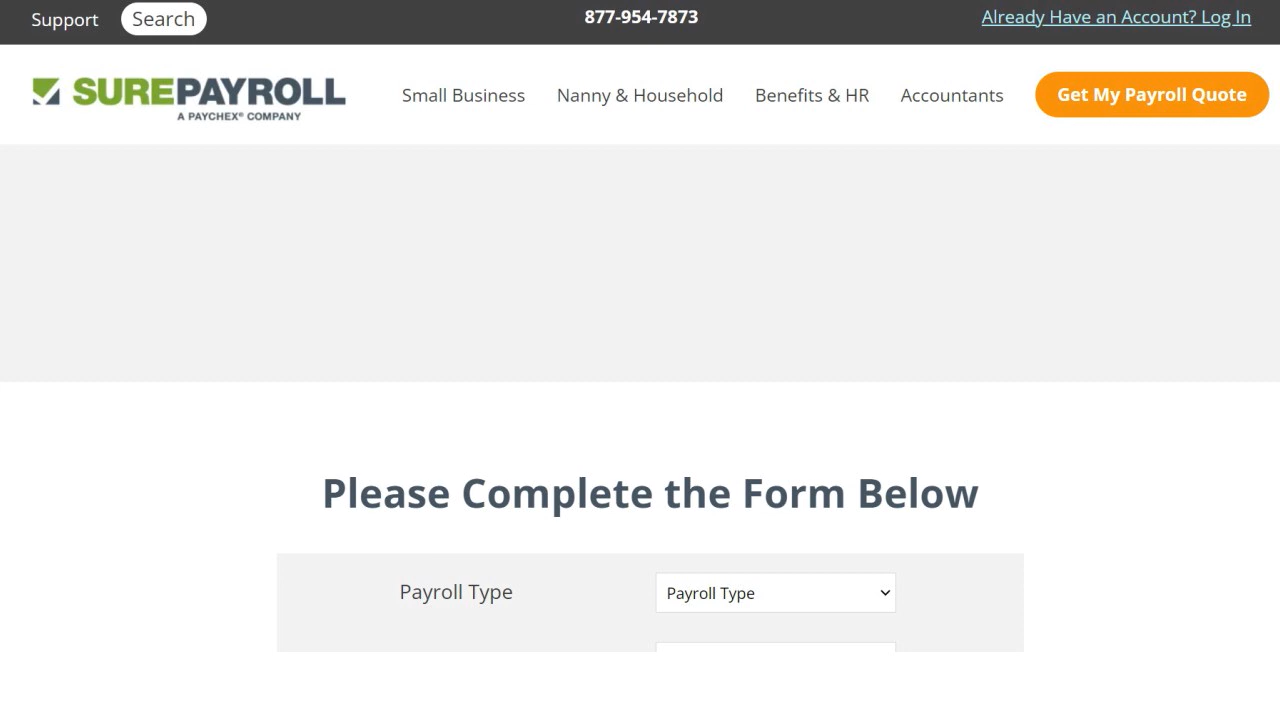 Support
Search
877-954-7873
Already Have an Account? Log In
SUREPAYROLL
A PAYCHEX® COMPANY
Small Business
Nanny & Household
Benefits & HR
Accountants
Get My Payroll Quote
Please Complete the Form Below
Payroll Type
Payroll Type